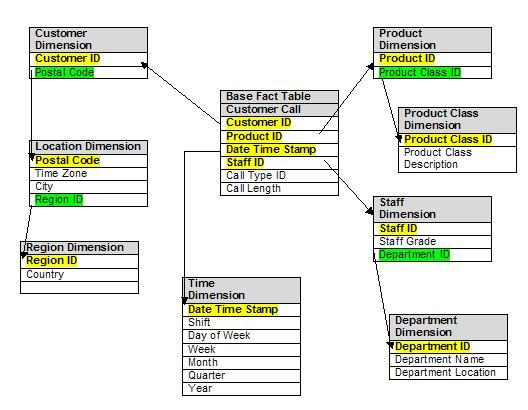 Customer
Dimension
Customer ID
Postal Code
Product
Dimension
Product ID
Product Class ID
Base Fact Table
Customer Call
Customer ID
Product ID
Date Time Stamp
Staff ID
Call Type ID
Call Length
Product Class
Dimension
Product Class ID
Product Class
Description
Location Dimension
Postal Code
Time Zone
City
Region ID
Staff
Dimension
Staff ID
Staff Grade
Department ID
Region Dimension
Region ID
Country
Time
Dimension
Date Time Stamp
Shift
Day of Week
Week
Month
Quarter
Year
Department
Dimension
Department ID
Department Name
Department Location